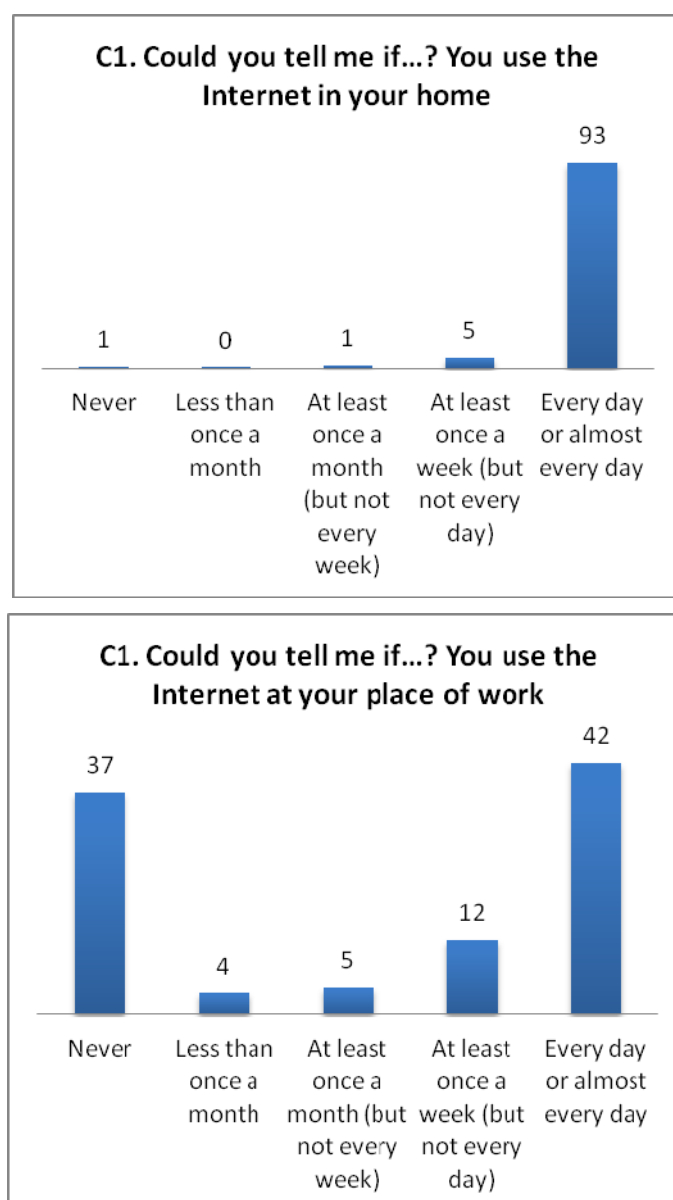 C1. Could you tell me if...? You use the
Internet in your home
93
1
0
1
5
Never
Less than
once a
month
At least
once a
month
(but not
every
week)
At least
once a
week (but
not every
day)
Every day
or almost
every day
C1. Could you tell me if...? You use the
Internet at your place of work
37
4
5
12
42
Never
Less than
once a
month
At least
once a
month (but
not every
week)
At least
once a
week (but
not every
day)
Every day
or almost
every day